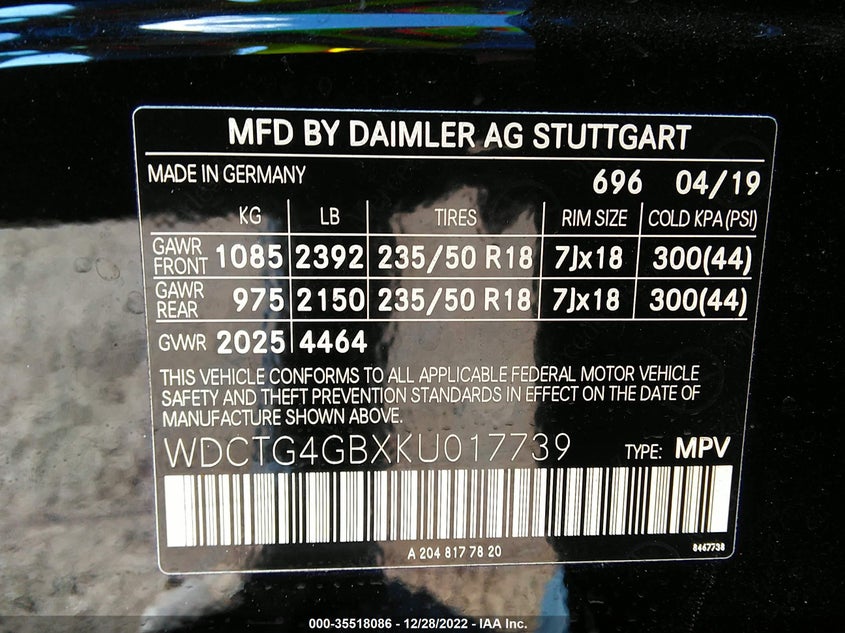 MFD BY DAIMLER AG STUTTGART
MADE IN GERMANY 696 04/19
KG LB TIRES RIM SIZE COLD KPA (PSI)
GAWR FRONT 1085 2392 235/50 R18 7Jx18 300(44)
GAWR REAR 975 2150 235/50 R18 7Jx18 300(44)
GVWR 2025 4464
THIS VEHICLE CONFORMS TO ALL APPLICABLE FEDERAL MOTOR VEHICLE
SAFETY AND THEFT PREVENTION STANDARDS IN EFFECT ON THE DATE OF
MANUFACTURE SHOWN ABOVE.
WDCTG4GBXKU017739 TYPE: MPV
A 204 817 78 20 8467738
000-35518086 - 12/28/2022 - IAA Inc.